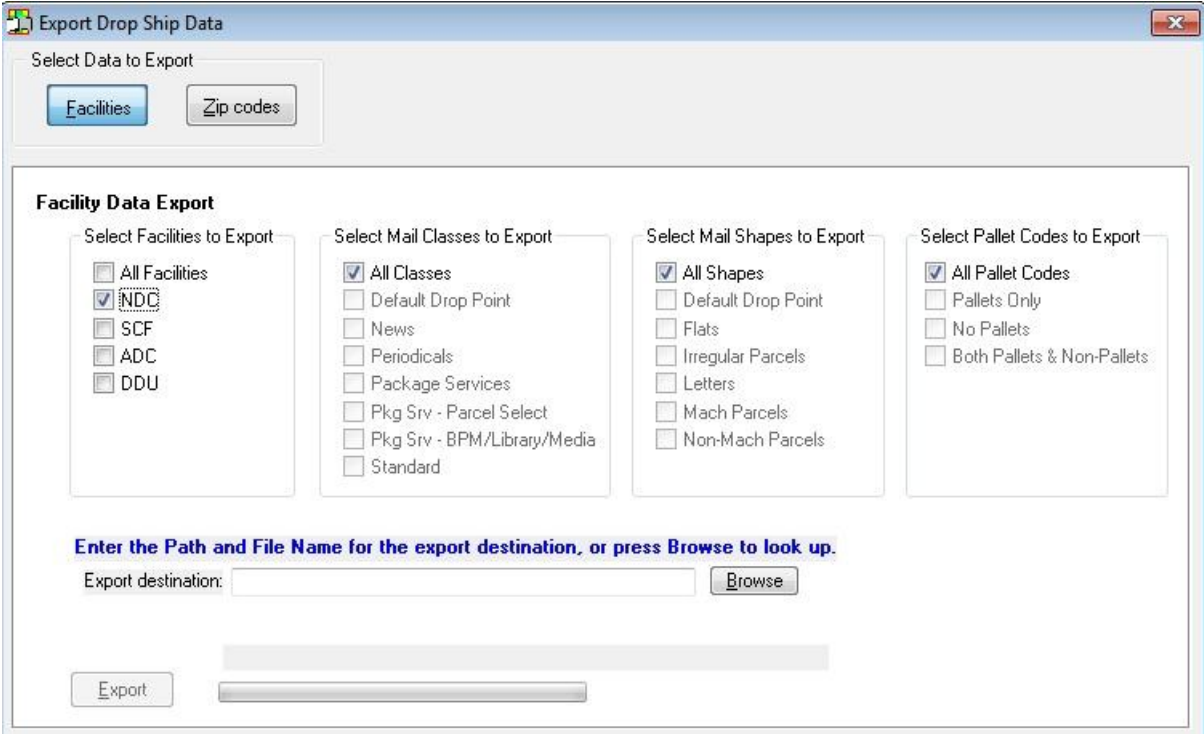 Export Drop Ship Data
Select Data to Export
Facilities
Zip codes
Facility Data Export
Select Facilities to Export
All Facilities
NDC
SCF
ADC
DDU
Select Mail Classes to Export
All Classes
Default Drop Point
News
Periodicals
Package Services
Pkg Srv - Parcel Select
Pkg Srv - BPM/Library/Media
Standard
Select Mail Shapes to Export
All Shapes
Default Drop Point
Flats
Irregular Parcels
Letters
Mach Parcels
Non-Mach Parcels
Select Pallet Codes to Export
All Pallet Codes
Pallets Only
No Pallets
Both Pallets & Non-Pallets
Enter the Path and File Name for the export destination, or press Browse to look up.
Export destination:
Browse
Export